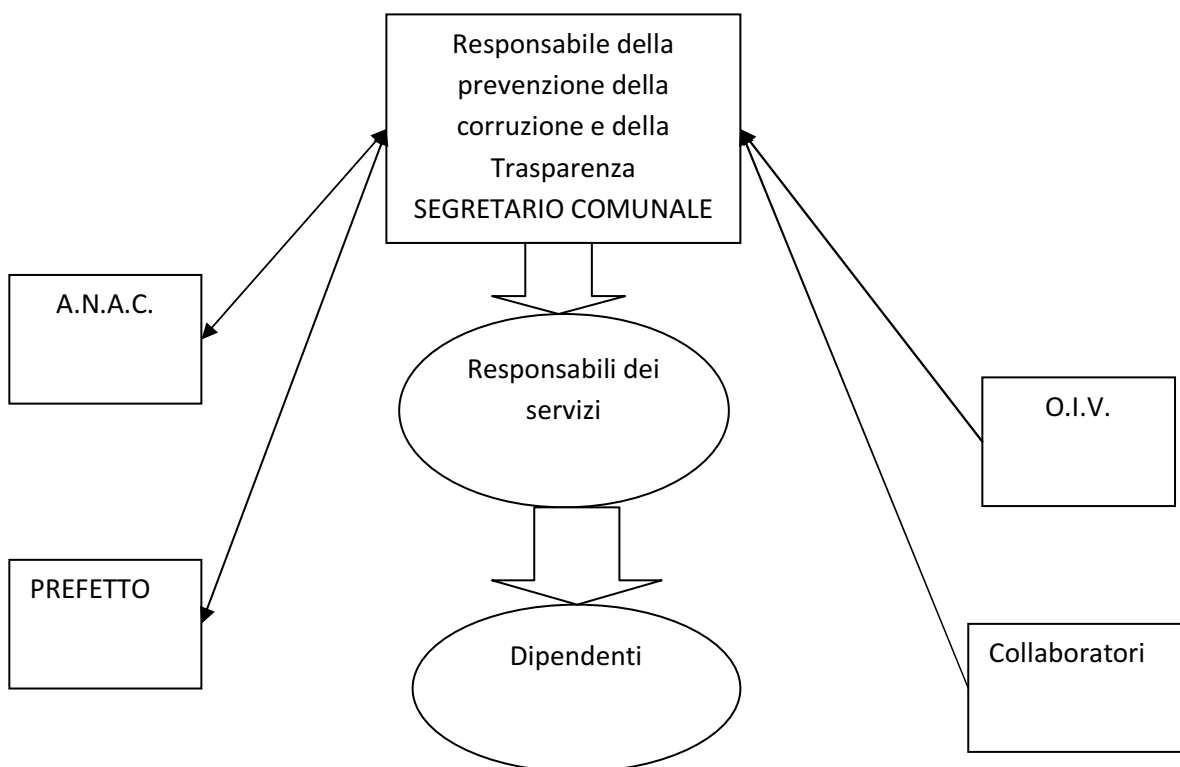 Responsabile della
prevenzione della
corruzione e della
Trasparenza
SEGRETARIO COMUNALE
A.N.A.C.
Responsabili dei
servizi
O.I.V.
PREFETTO
Dipendenti
Collaboratori